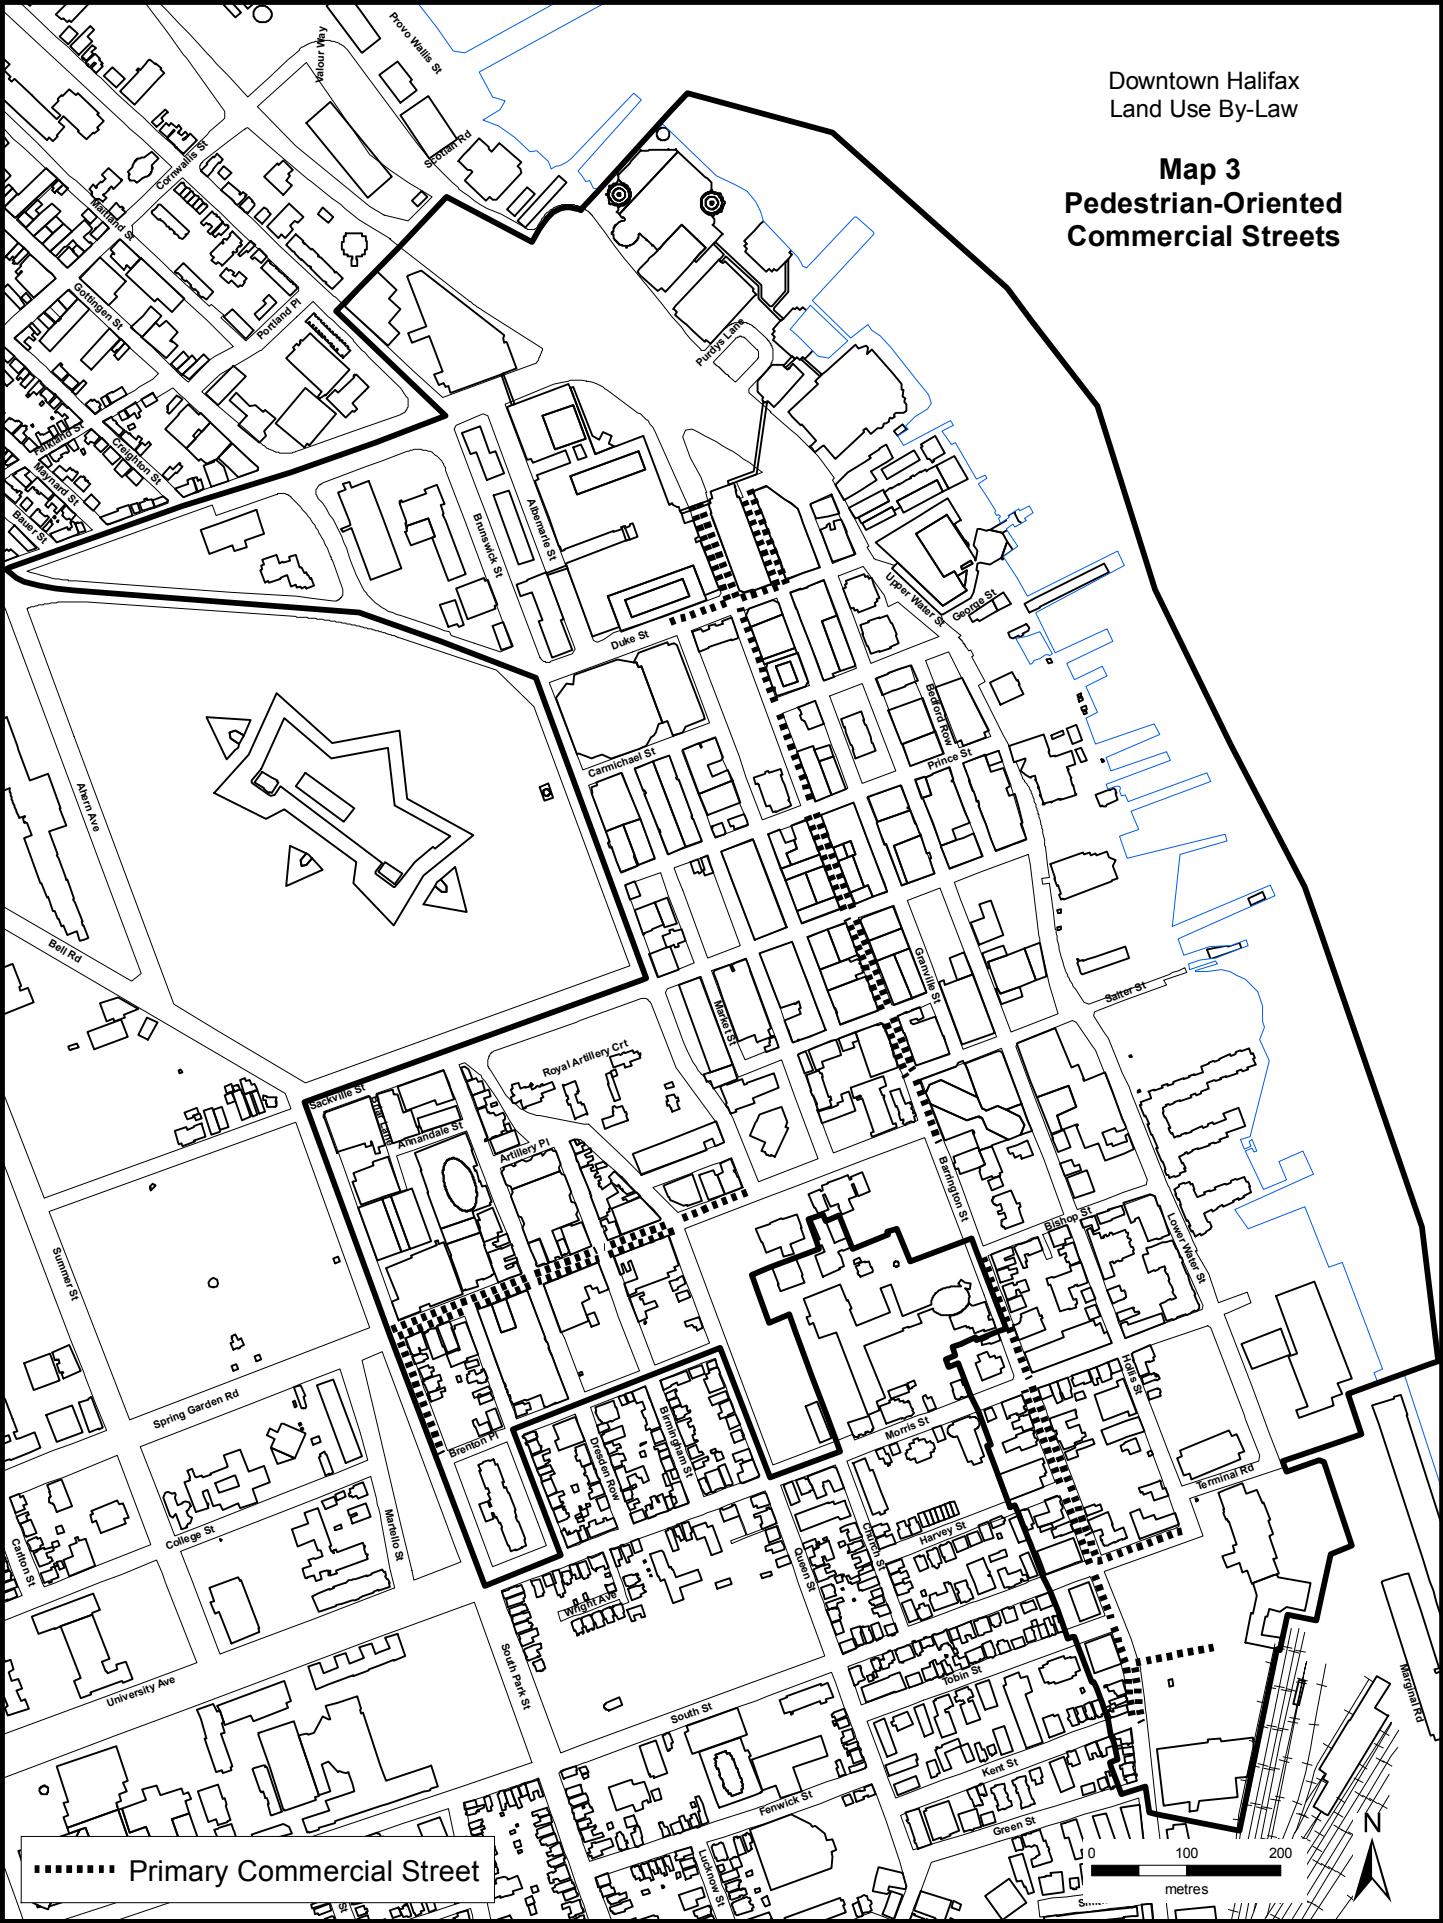 Downtown Halifax
Land Use By-Law
Map 3
Pedestrian-Oriented
Commercial Streets
Provo Wallis St
Valour Way
Scotian Rd
Cornwallis St
Maitland St
Gottingen St
Portland Pl
Purdys Lane
Falkland St
Creighton St
Maynard St
Bauer St
Brunswick St
Albemarle St
Upper Water St
George St
Duke St
Bedford Row
Prince St
Carmichael St
Ahern Ave
Bell Rd
Granville St
Salter St
Market St
Royal Artillery Crt
Sackville St
Briar Lane
Annandale St
Artillery Pl
Barrington St
Bishop St
Lower Water St
Summer St
Hollis St
Spring Garden Rd
Brenton Pl
Dresden Row
Birmingham St
Morris St
Terminal Rd
College St
Martello St
Carlton St
Queen St
Church St
Harvey St
Wright Ave
South Park St
Tobin St
University Ave
South St
Marginal Rd
Kent St
Fenwick St
Green St
Lucknow St
Primary Commercial Street
St
0 100 200
metres
N